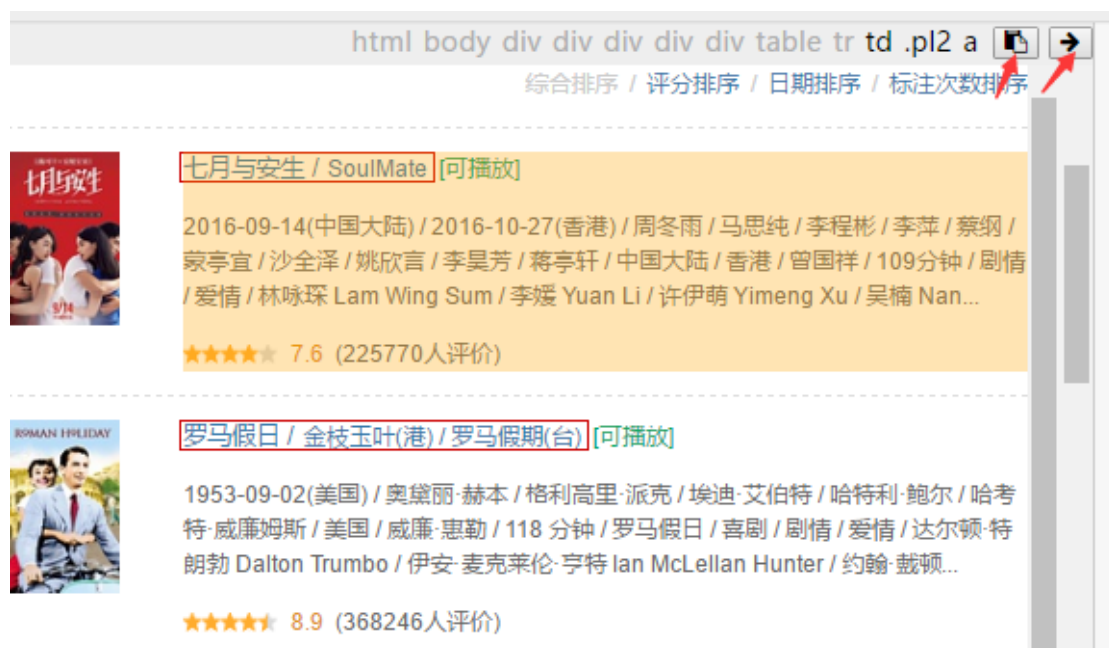 html body div div div div div table tr td .pl2 a
综合排序 / 评分排序 / 日期排序 / 标注次数排序
七月与安生
七月与安生 / SoulMate [可播放]
2016-09-14(中国大陆) / 2016-10-27(香港) / 周冬雨 / 马思纯 / 李程彬 / 李萍 / 蔡纲 /
蒙亭宜 / 沙全泽 / 姚欣言 / 李昊芳 / 蒋亭轩 / 中国大陆 / 香港 / 曾国祥 / 109分钟 / 剧情
/ 爱情 / 林咏琛 Lam Wing Sum / 李媛 Yuan Li / 许伊萌 Yimeng Xu / 吴楠 Nan...
9/14
7.6 (225770人评价)
ROMAN HOLIDAY
罗马假日 / 金枝玉叶(港) / 罗马假期(台) [可播放]
1953-09-02(美国) / 奥黛丽·赫本 / 格利高里·派克 / 埃迪·艾伯特 / 哈特利·鲍尔 / 哈考
特·威廉姆斯 / 美国 / 威廉·惠勒 / 118 分钟 / 罗马假日 / 喜剧 / 剧情 / 爱情 / 达尔顿·特
朗勃 Dalton Trumbo / 伊安·麦克莱伦·亨特 Ian McLellan Hunter / 约翰·戴顿...
8.9 (368246人评价)